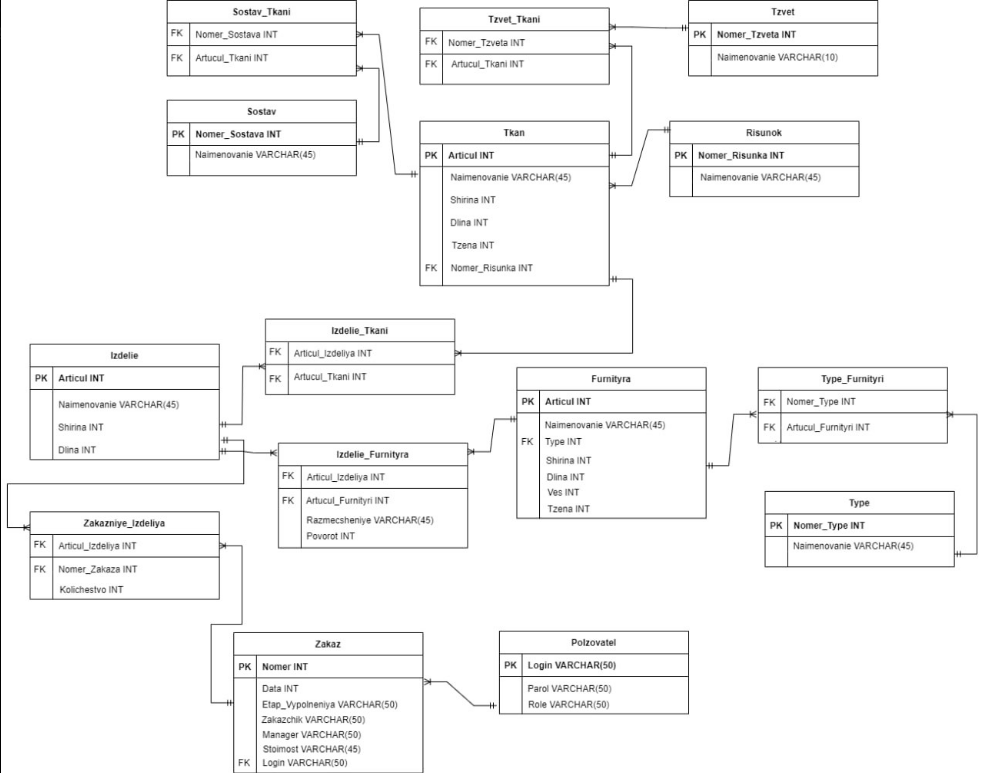 Sostav_Tkani
FK Nomer_Sostava INT
FK Artucul_Tkani INT
Tzvet_Tkani
FK Nomer_Tzveta INT
FK Artucul_Tkani INT
Tzvet
PK Nomer_Tzveta INT
Naimenovanie VARCHAR(10)
Sostav
PK Nomer_Sostava INT
Naimenovanie VARCHAR(45)
Tkan
PK Articul INT
Naimenovanie VARCHAR(45)
Shirina INT
Dlina INT
Tzena INT
FK Nomer_Risunka INT
Risunok
PK Nomer_Risunka INT
Naimenovanie VARCHAR(45)
Izdelie_Tkani
FK Articul_Izdeliya INT
FK Artucul_Tkani INT
Izdelie
PK Articul INT
Naimenovanie VARCHAR(45)
Shirina INT
Dlina INT
Furnityra
PK Articul INT
Naimenovanie VARCHAR(45)
FK Type INT
Shirina INT
Dlina INT
Ves INT
Tzena INT
Type_Furnityri
FK Nomer_Type INT
FK Artucul_Furnityri INT
Izdelie_Furnityra
FK Articul_Izdeliya INT
FK Artucul_Furnityri INT
Razmecsheniye VARCHAR(45)
Povorot INT
Type
PK Nomer_Type INT
Naimenovanie VARCHAR(45)
Zakazniye_Izdeliya
FK Articul_Izdeliya INT
FK Nomer_Zakaza INT
Kolichestvo INT
Zakaz
PK Nomer INT
Data INT
Etap_Vypolneniya VARCHAR(50)
Zakazchik VARCHAR(50)
Manager VARCHAR(50)
Stoimost VARCHAR(45)
FK Login VARCHAR(50)
Polzovatel
PK Login VARCHAR(50)
Parol VARCHAR(50)
Role VARCHAR(50)